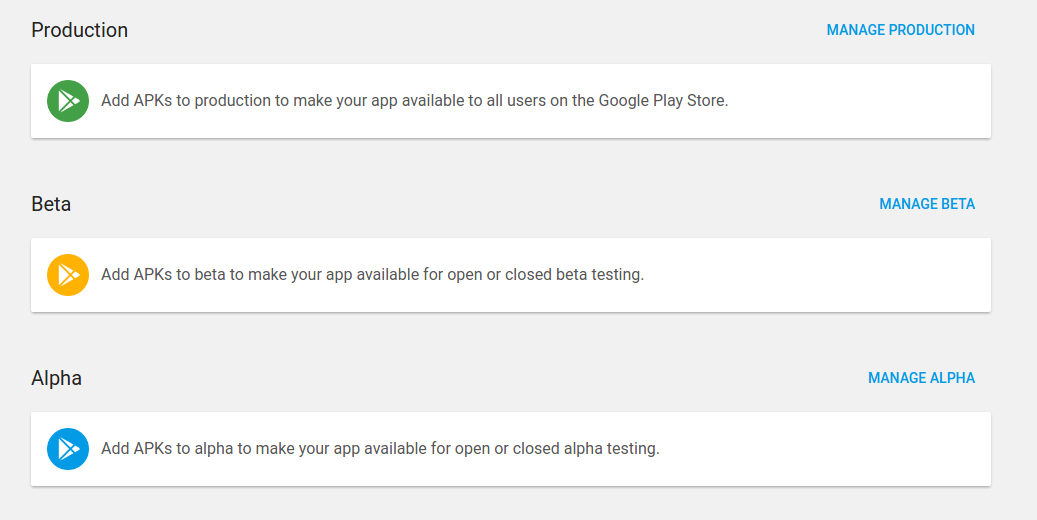 Production
MANAGE PRODUCTION
Add APKs to production to make your app available to all users on the Google Play Store.
Beta
MANAGE BETA
Add APKs to beta to make your app available for open or closed beta testing.
Alpha
MANAGE ALPHA
Add APKs to alpha to make your app available for open or closed alpha testing.